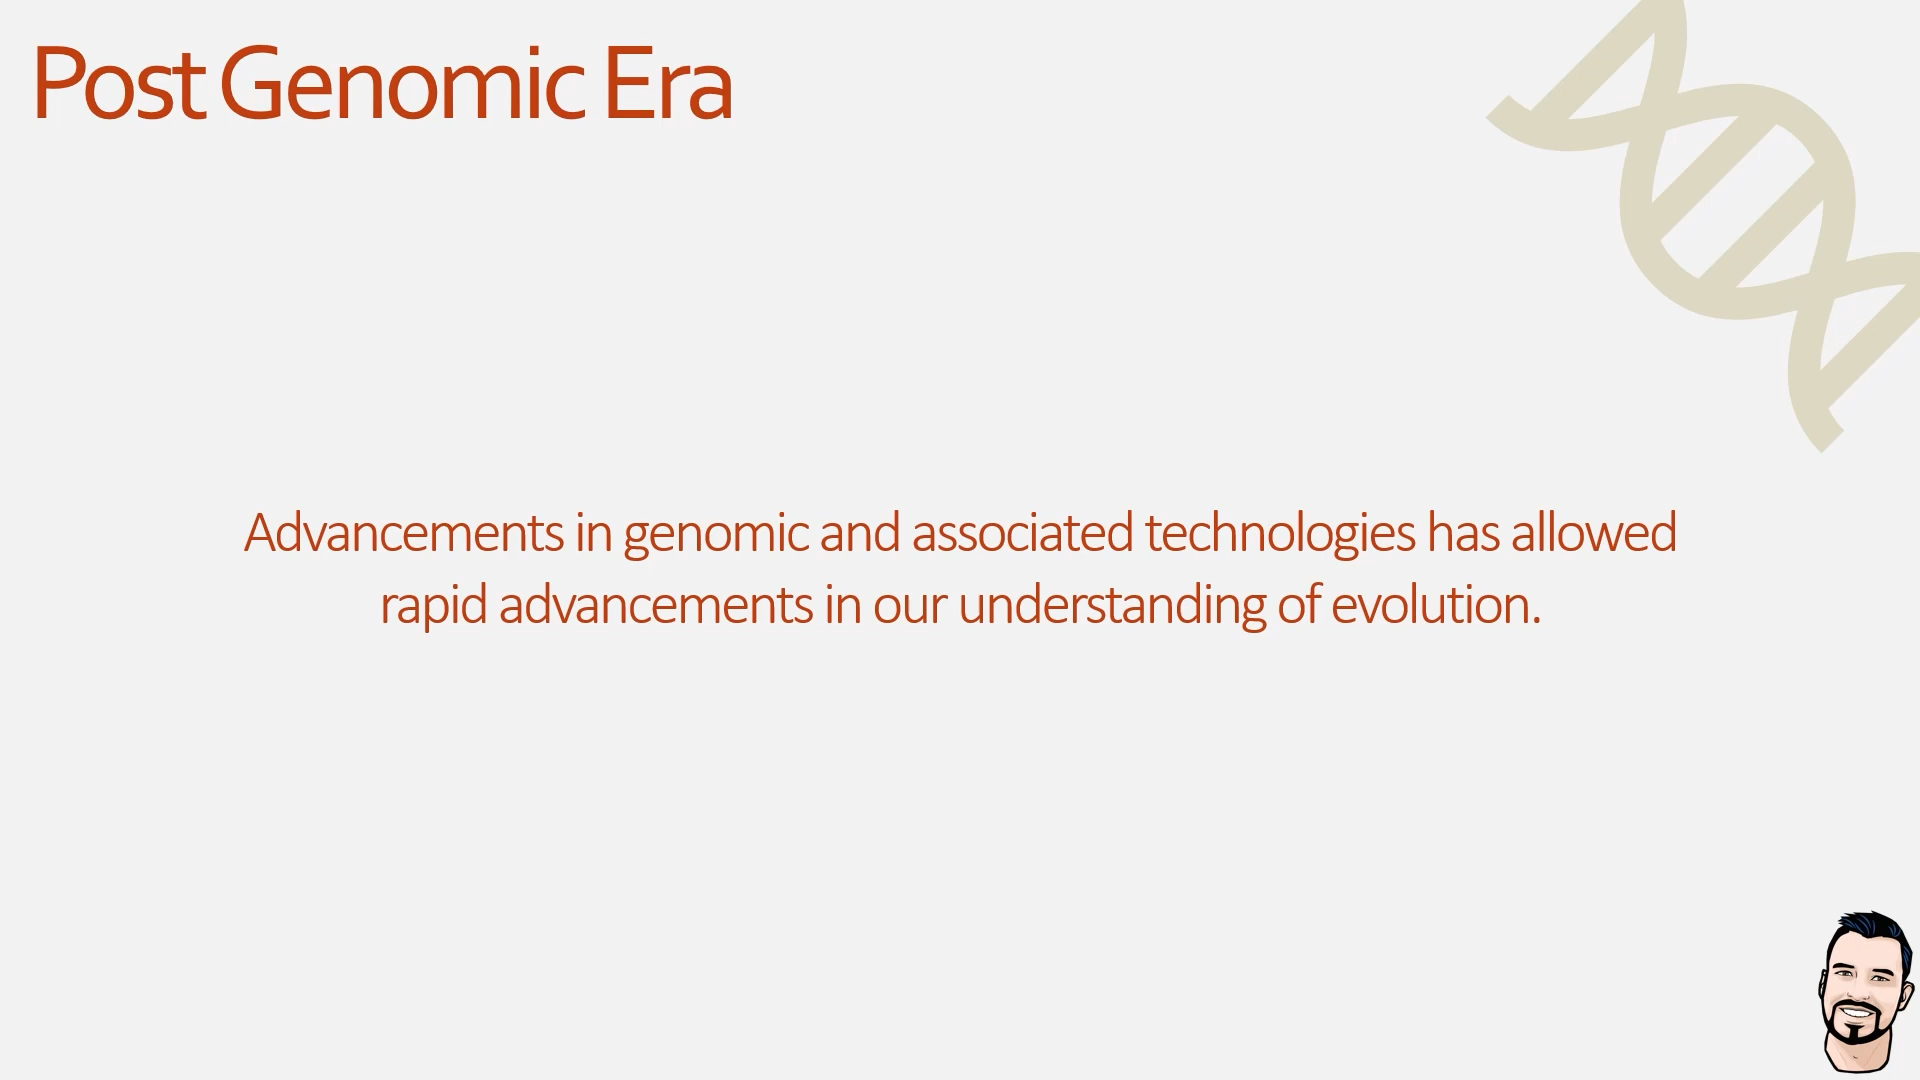 Post Genomic Era
Advancements in genomic and associated technologies has allowed
rapid advancements in our understanding of evolution.